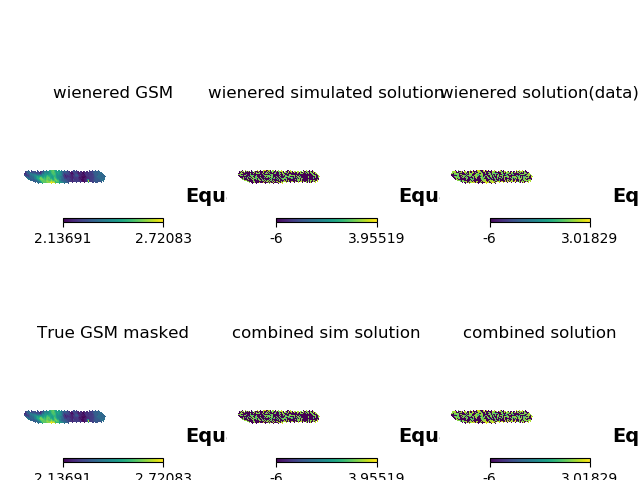 wienered GSM
wienered simulated solution
wienered solution(data)
Equ
Equ
Eq
2.13691 2.72083
-6 3.95519
-6 3.01829
True GSM masked
combined sim solution
combined solution
Equ
Equ
Eq
2.13691 2.72083
-6 3.95519
-6 3.01829